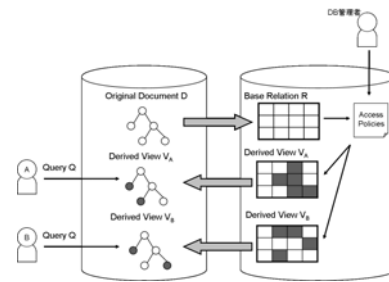 DB管理者
Original Document D
Base Relation R
Access
Policies
Derived View VA
Derived View VA
A
Query Q
Derived View VB
Derived View VB
B
Query Q